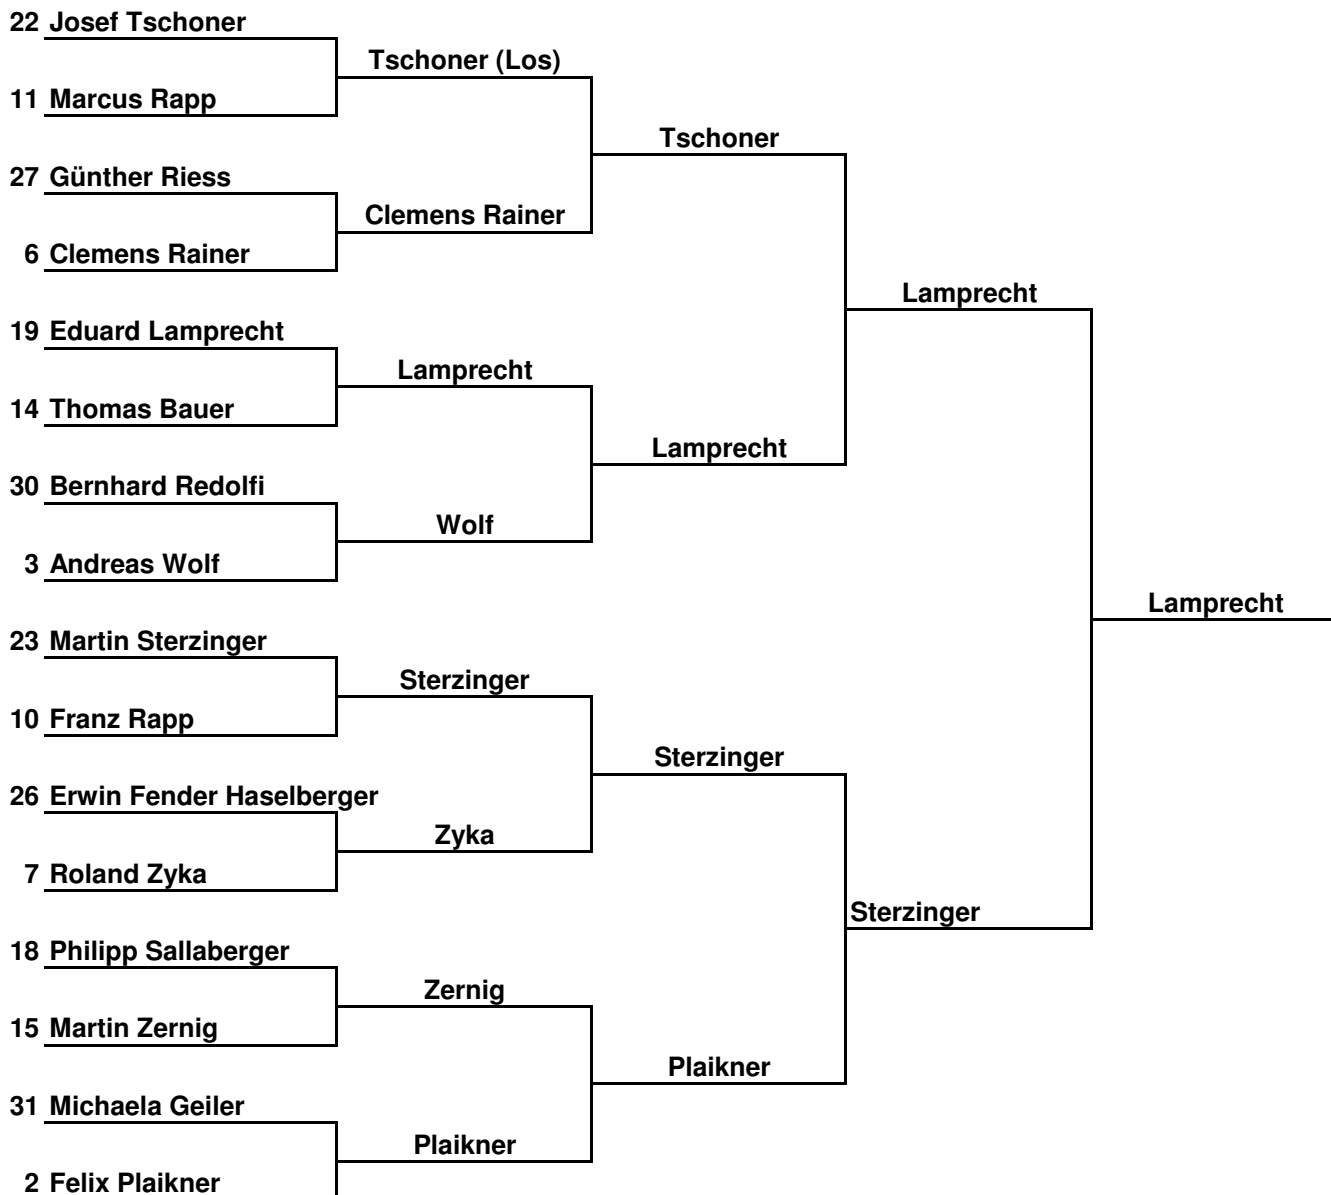 22 Josef Tschoner
Tschoner (Los)
11 Marcus Rapp
Tschoner
27 Günther Riess
Clemens Rainer
6 Clemens Rainer
Lamprecht
19 Eduard Lamprecht
Lamprecht
14 Thomas Bauer
Lamprecht
30 Bernhard Redolfi
Wolf
3 Andreas Wolf
Lamprecht
23 Martin Sterzinger
Sterzinger
10 Franz Rapp
Sterzinger
26 Erwin Fender Haselberger
Zyka
7 Roland Zyka
Sterzinger
18 Philipp Sallaberger
Zernig
15 Martin Zernig
Plaikner
31 Michaela Geiler
Plaikner
2 Felix Plaikner